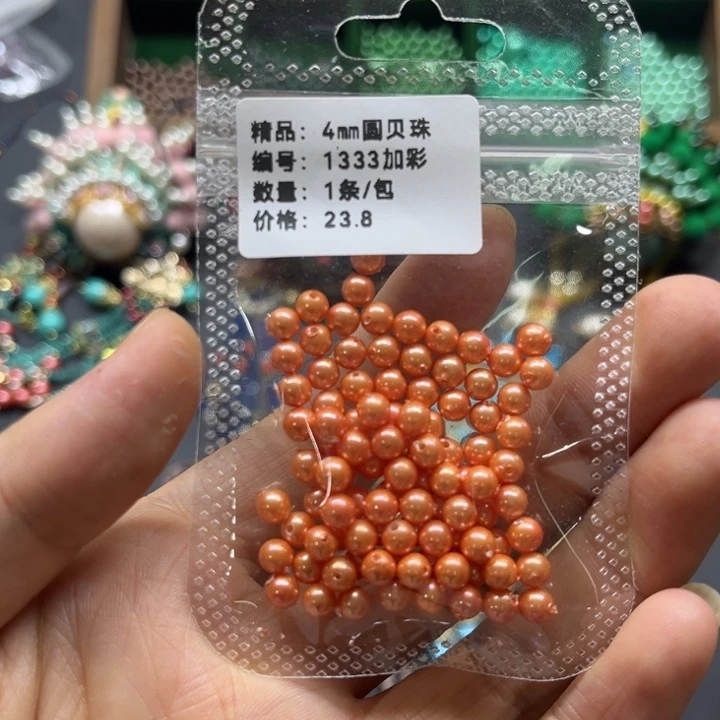 精品: 4mm圆贝珠
编号: 1333加彩
数量: 1条/包
价格: 23.8